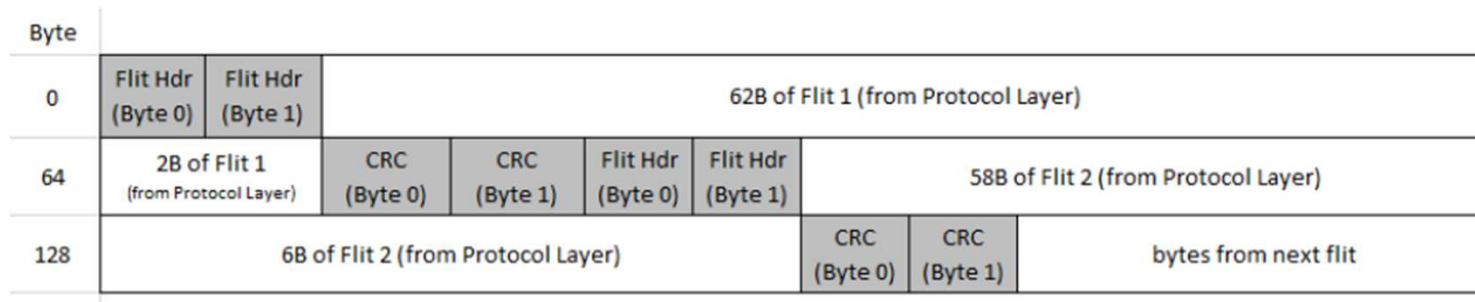 Byte
0
Flit Hdr
(Byte 0)
Flit Hdr
(Byte 1)
62B of Flit 1 (from Protocol Layer)
64
2B of Flit 1
(from Protocol Layer)
CRC
(Byte 0)
CRC
(Byte 1)
Flit Hdr
(Byte 0)
Flit Hdr
(Byte 1)
58B of Flit 2 (from Protocol Layer)
128
6B of Flit 2 (from Protocol Layer)
CRC
(Byte 0)
CRC
(Byte 1)
bytes from next flit